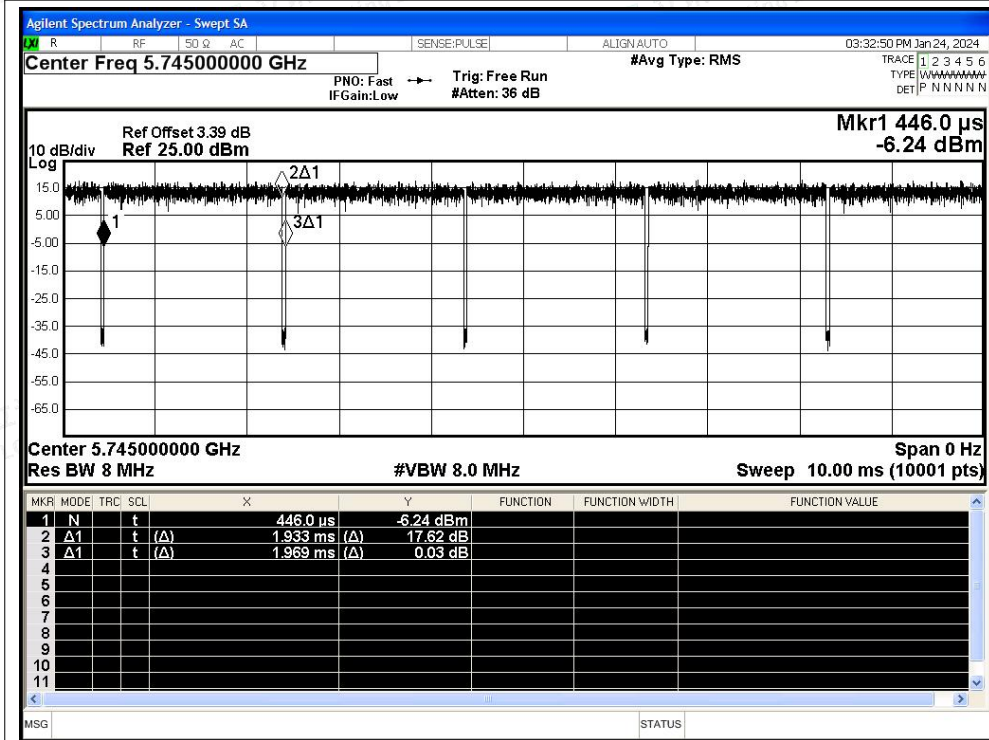 Agilent Spectrum Analyzer - Swept SA
LXI R RF 50 Ω AC SENSE:PULSE ALIGN AUTO 03:32:50 PM Jan 24, 2024
Center Freq 5.745000000 GHz #Avg Type: RMS TRACE 1 2 3 4 5 6
PNO: Fast Trig: Free Run TYPE WWWWWW
IFGain:Low #Atten: 36 dB DET P N N N N N
Mkr1 446.0 µs
Ref Offset 3.39 dB
10 dB/div Ref 25.00 dBm -6.24 dBm
Log
2Δ1
15.0
5.00
1 3Δ1
-5.00
-15.0
-25.0
-35.0
-45.0
-55.0
-65.0
Center 5.745000000 GHz Span 0 Hz
Res BW 8 MHz #VBW 8.0 MHz Sweep 10.00 ms (10001 pts)
MKR MODE TRC SCL X Y FUNCTION FUNCTION WIDTH FUNCTION VALUE
1 N t 446.0 µs -6.24 dBm
2 Δ1 t (Δ) 1.933 ms (Δ) 17.62 dB
3 Δ1 t (Δ) 1.969 ms (Δ) 0.03 dB
4
5
6
7
8
9
10
11
MSG STATUS